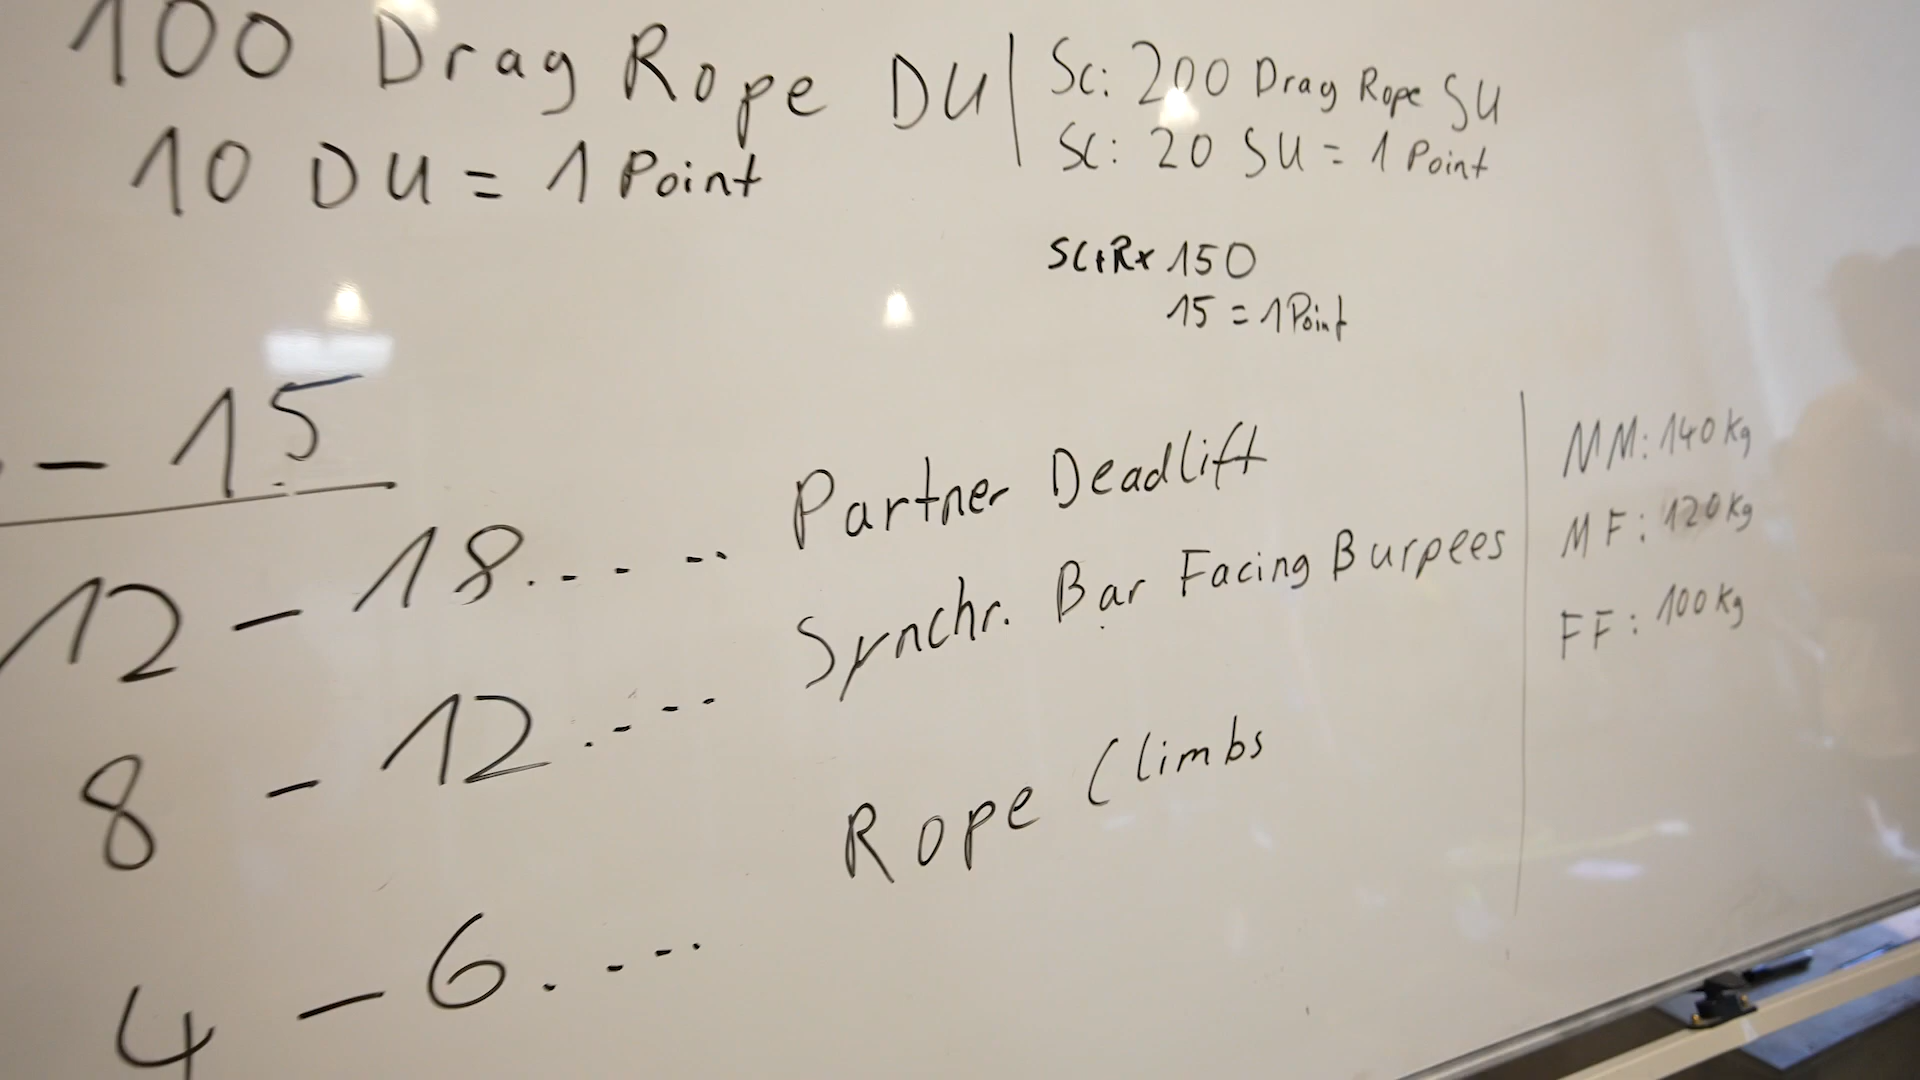 100 Drag Rope DU
10 DU = 1 Point
Sc: 200 Drag Rope SU
Sc: 20 SU = 1 Point
Sc+Rx 150
15 = 1 Point
- 15
12 - 18..... Partner Deadlift
8 - 12..... Synchr. Bar Facing Burpees
4 - 6..... Rope Climbs
MM: 140 kg
MF: 120 kg
FF: 100 kg